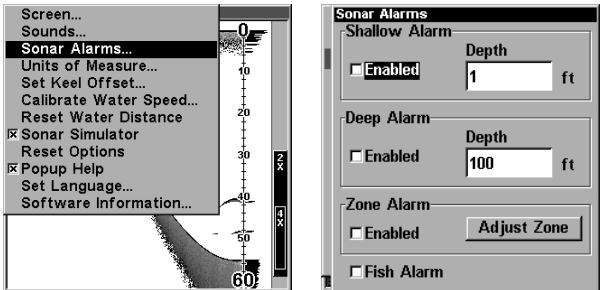 Screen...
Sounds...
Sonar Alarms...
Units of Measure...
Set Keel Offset...
Calibrate Water Speed...
Reset Water Distance
Sonar Simulator
Reset Options
Popup Help
Set Language...
Software Information...
0
10
20
30
40
50
60
2x
4x
Sonar Alarms
Shallow Alarm
Depth
Enabled
1 ft
Deep Alarm
Depth
Enabled
100 ft
Zone Alarm
Enabled
Adjust Zone
Fish Alarm